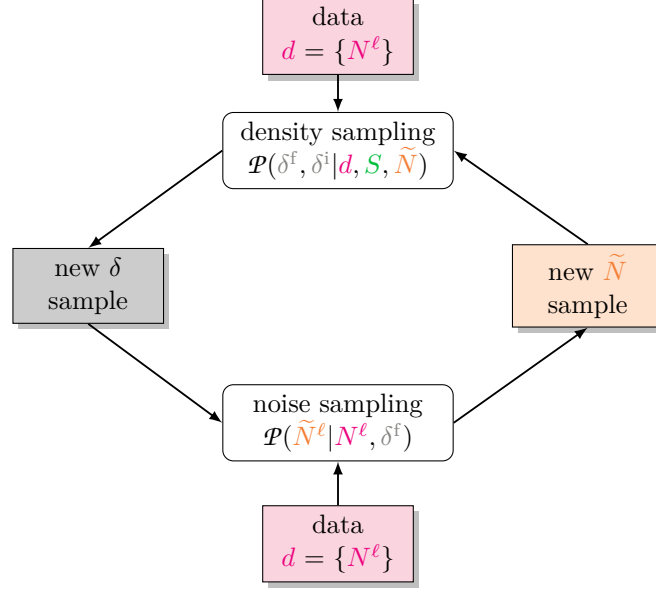 data
d = {N^ℓ}
density sampling
𝒫(δ^f, δ^i|d, S, Ñ)
new δ
sample
new Ñ
sample
noise sampling
𝒫(Ñ^ℓ|N^ℓ, δ^f)
data
d = {N^ℓ}